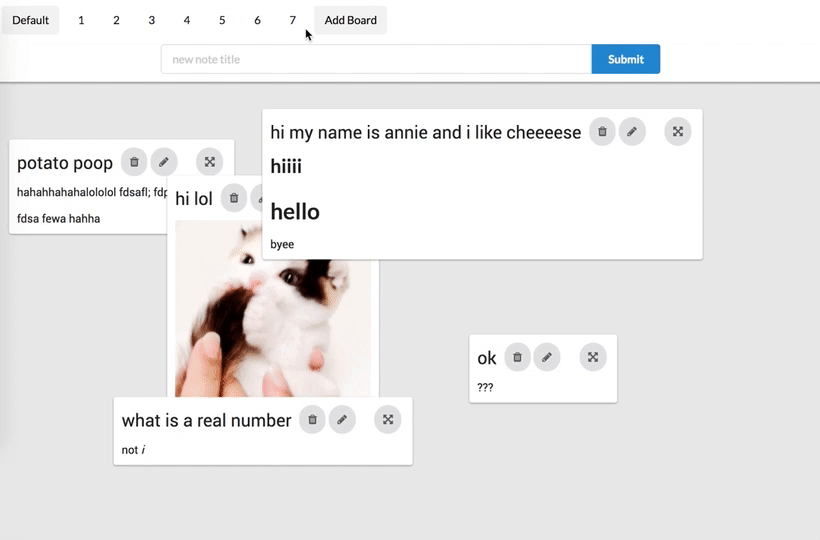 Default 1 2 3 4 5 6 7 Add Board
new note title Submit
hi my name is annie and i like cheeeese
hiiii
hello
byee
potato poop
hahahhahahalololol fdsafl;
fdsa fewa hahha
hi lol
ok
???
what is a real number
not i